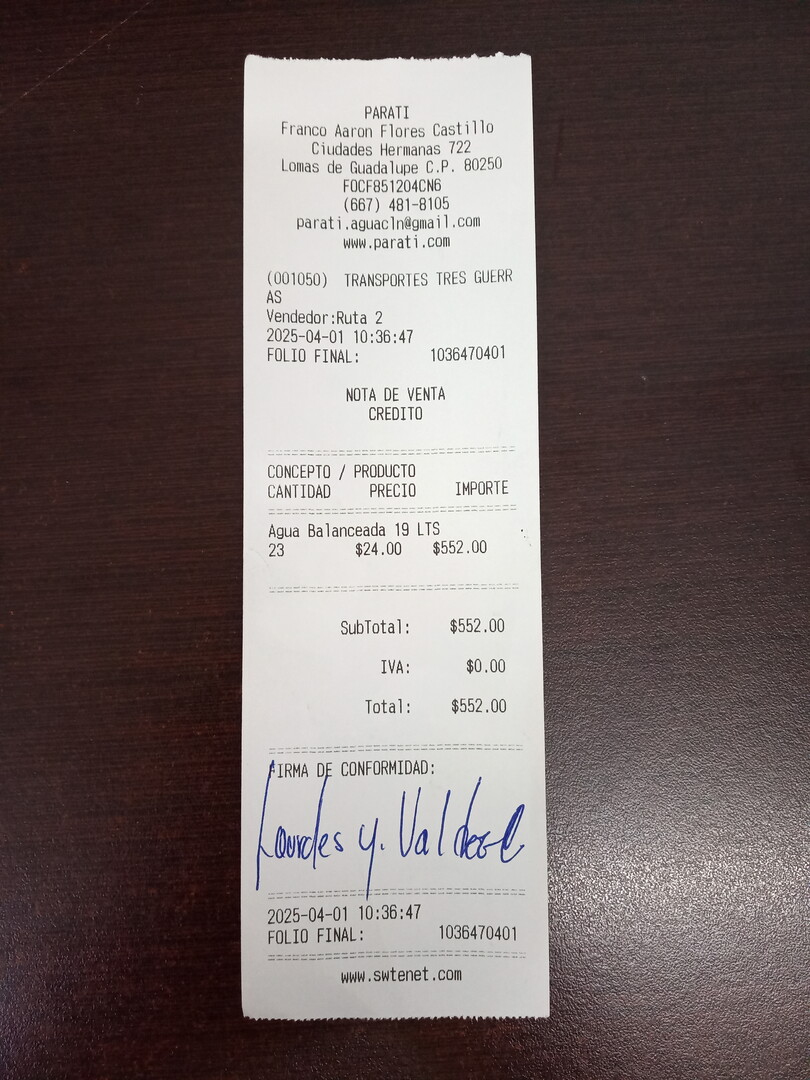 PARATI
Franco Aaron Flores Castillo
Ciudades Hermanas 722
Lomas de Guadalupe C.P. 80250
FOCF851204CN6
(667) 481-8105
parati.aguacln@gmail.com
www.parati.com
(001050) TRANSPORTES TRES GUERR
AS
Vendedor:Ruta 2
2025-04-01 10:36:47
FOLIO FINAL: 1036470401
NOTA DE VENTA
CREDITO
CONCEPTO / PRODUCTO
CANTIDAD PRECIO IMPORTE
Agua Balanceada 19 LTS
23 $24.00 $552.00
SubTotal: $552.00
IVA: $0.00
Total: $552.00
FIRMA DE CONFORMIDAD:
Lourdes y.
2025-04-01 10:36:47
FOLIO FINAL: 1036470401
www.swtenet.com